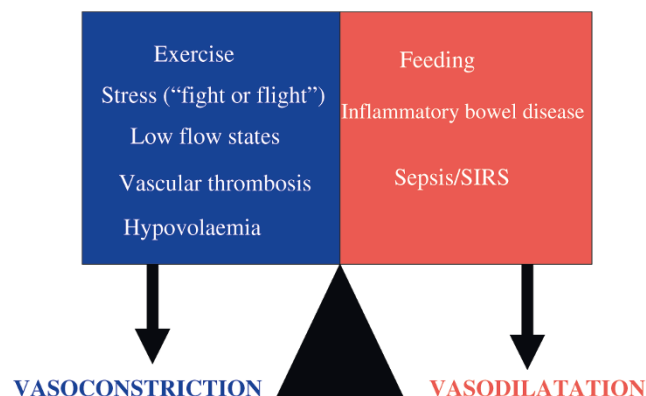 Exercise
Stress (“fight or flight”)
Low flow states
Vascular thrombosis
Hypovolaemia
Feeding
Inflammatory bowel disease
Sepsis/SIRS
VASOCONSTRICTION
VASODILATATION